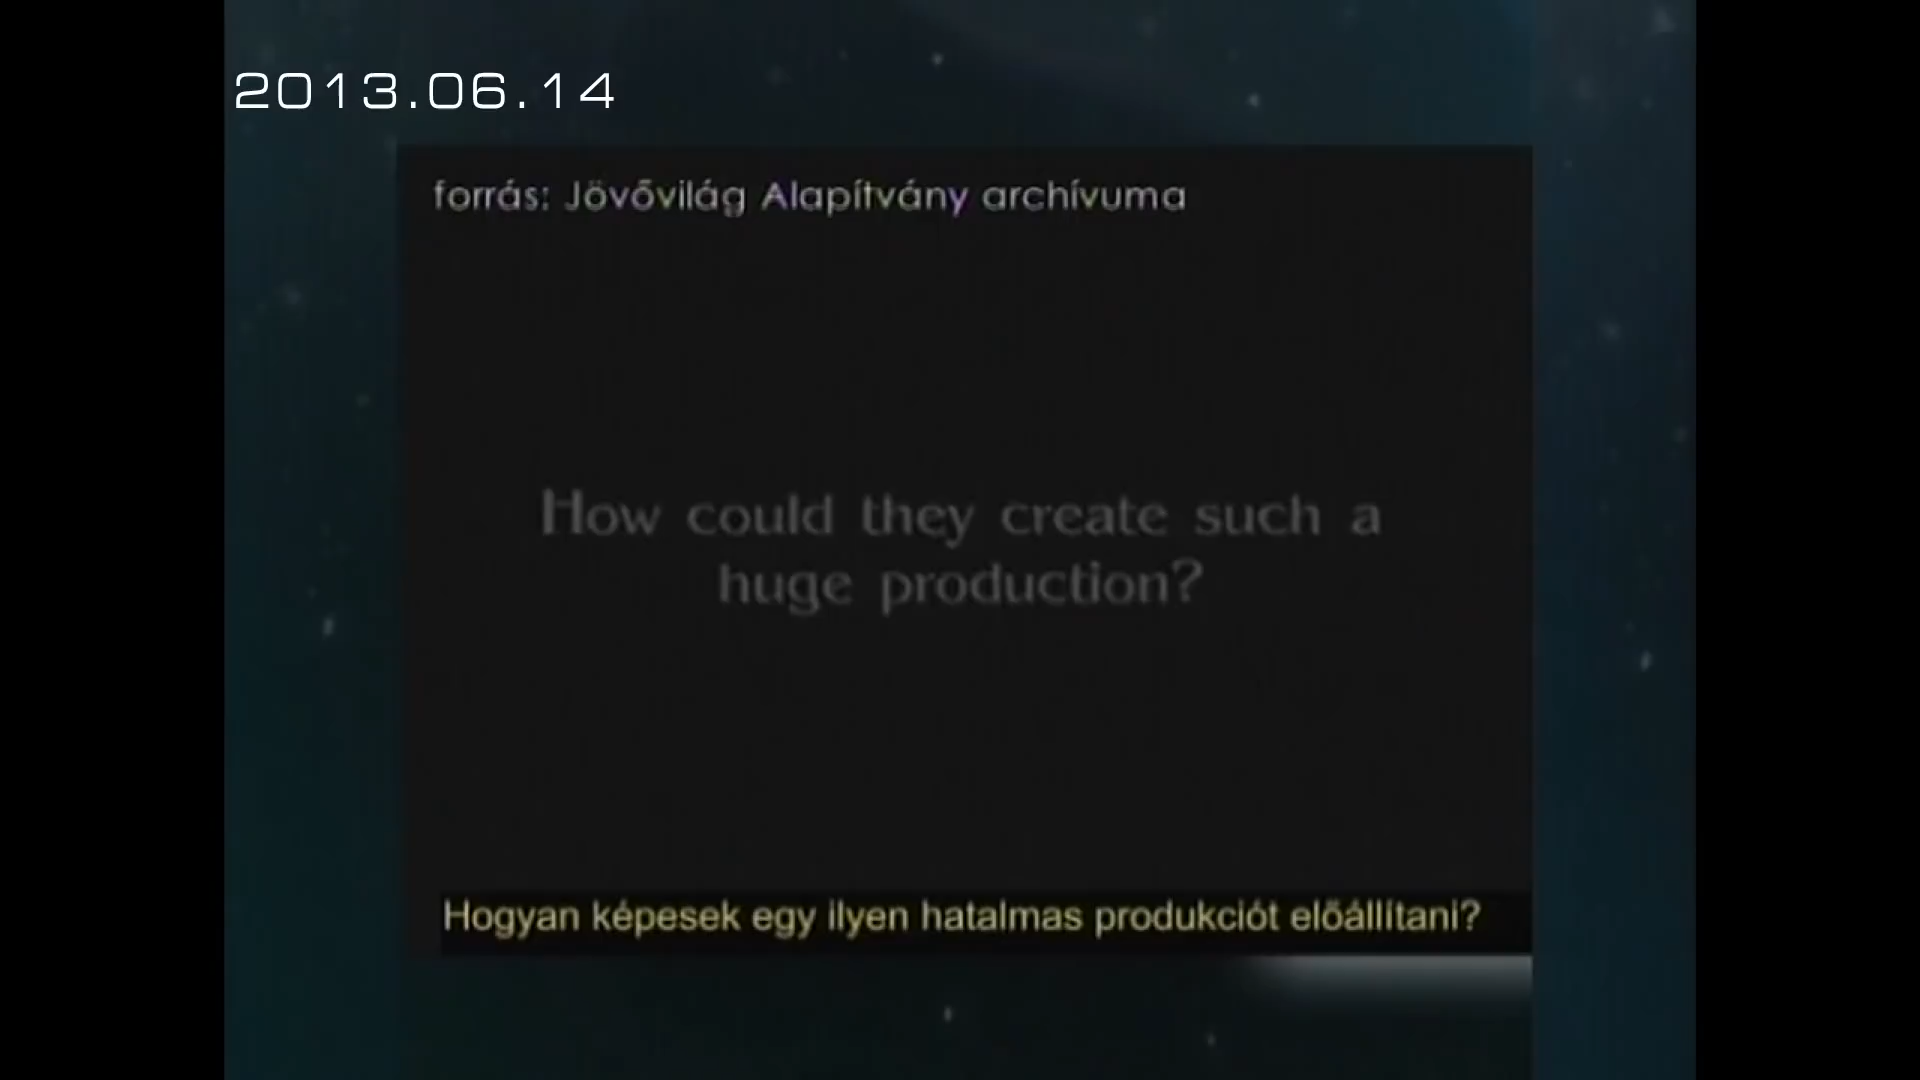 2013.06.14
forrás: Jövővilág Alapítvány archívuma
How could they create such a
huge production?
Hogyan képesek egy ilyen hatalmas produkciót előállítani?